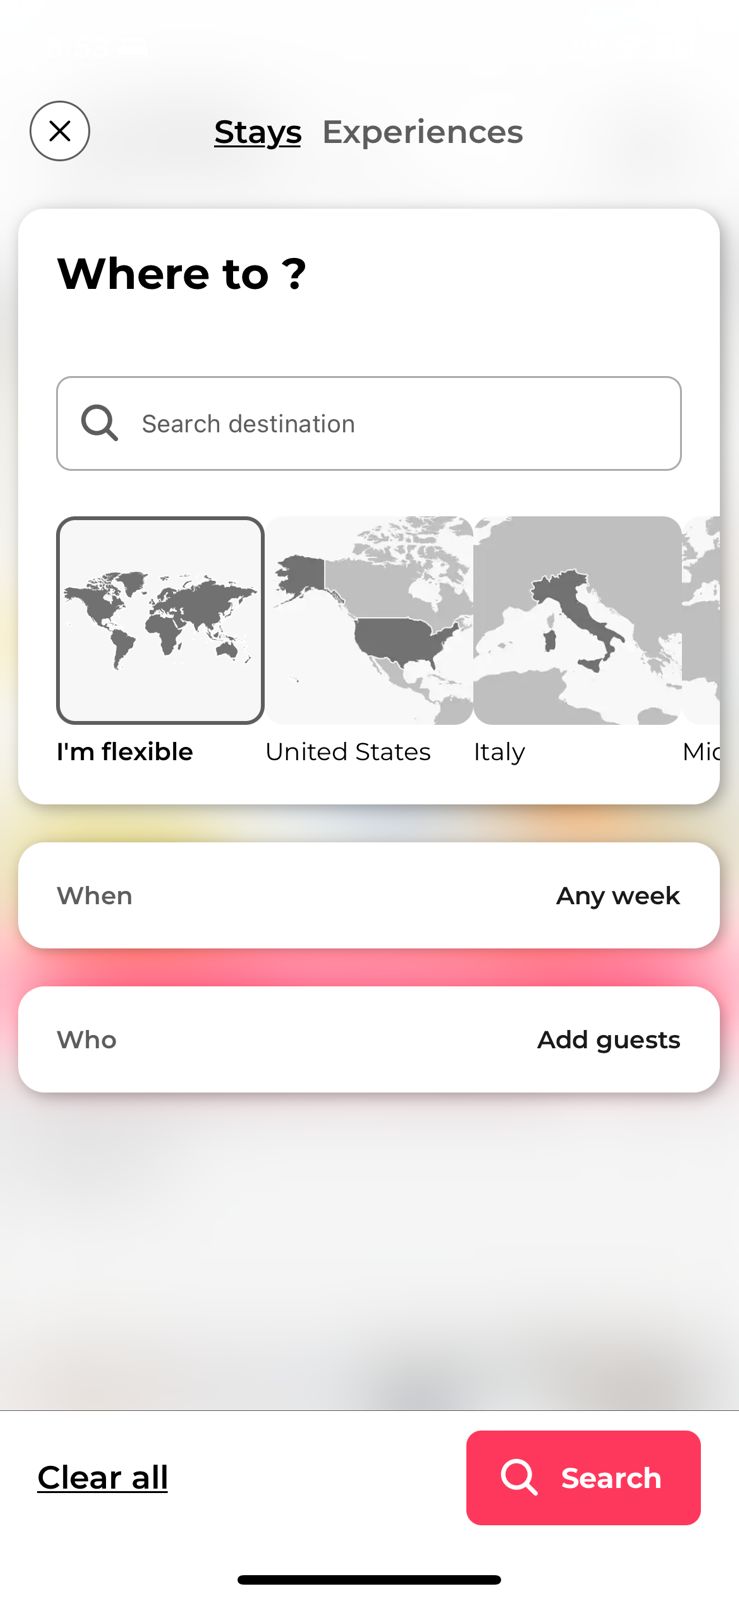 Stays Experiences
Where to ?
Search destination
I'm flexible United States Italy
When Any week
Who Add guests
Clear all Search